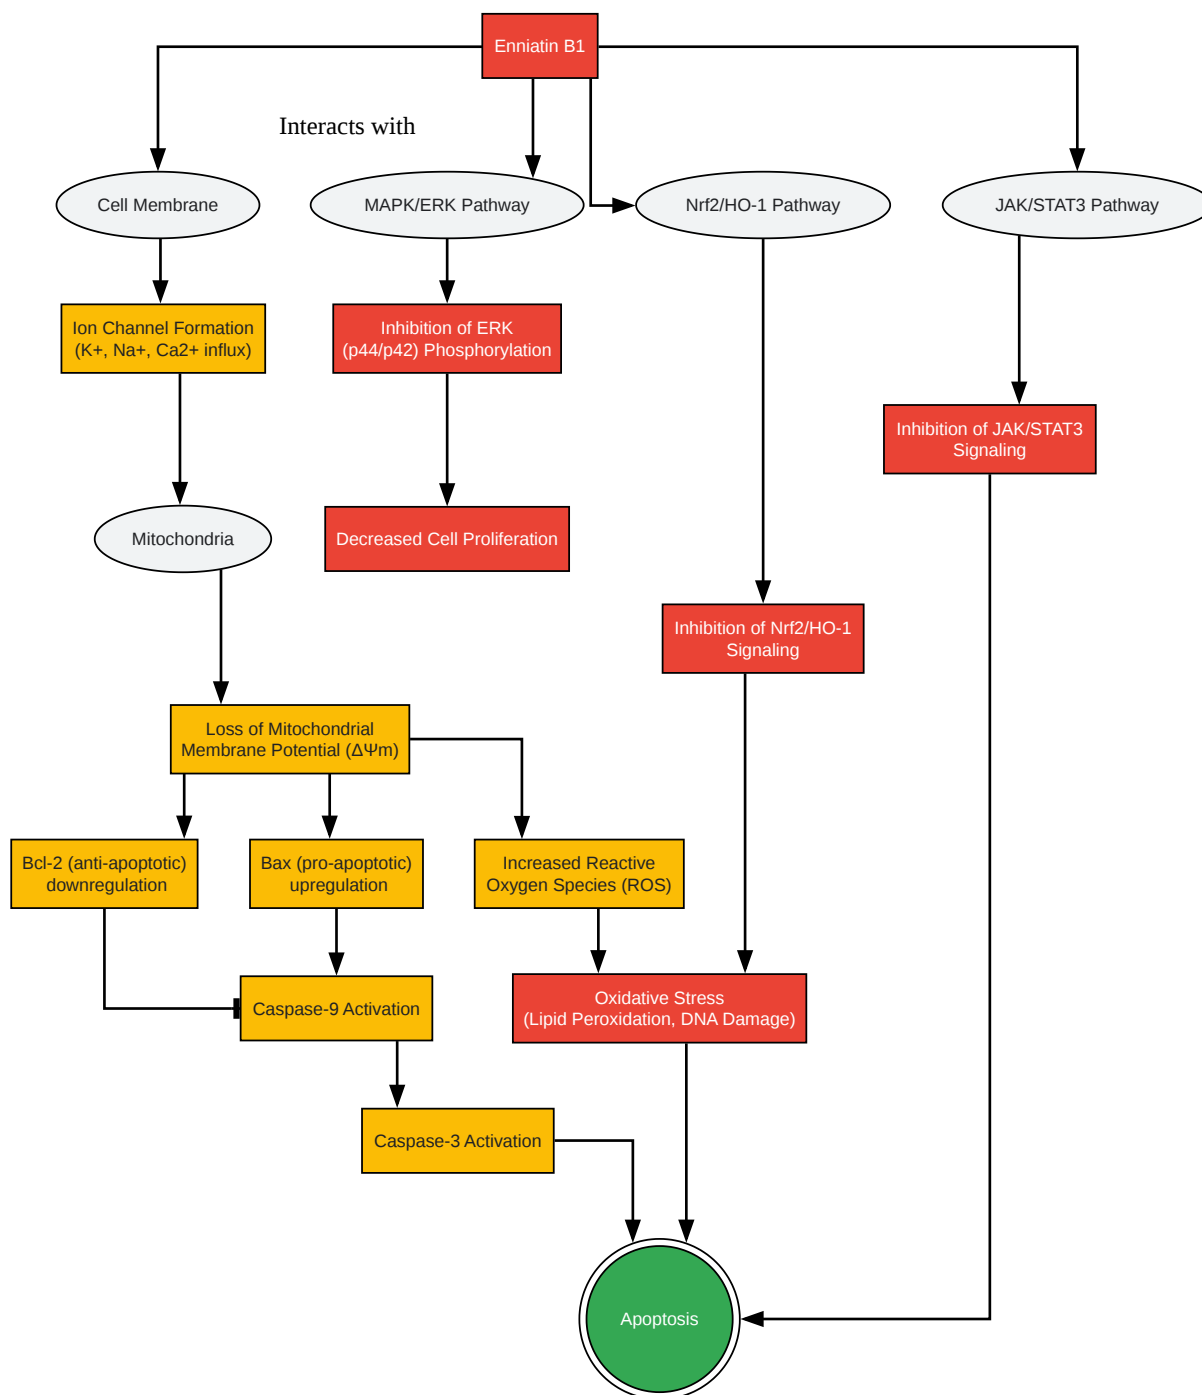 Enniatin B1
Interacts with
Cell Membrane
MAPK/ERK Pathway
Nrf2/HO-1 Pathway
JAK/STAT3 Pathway
Ion Channel Formation
(K+, Na+, Ca2+ influx)
Inhibition of ERK
(p44/p42) Phosphorylation
Inhibition of JAK/STAT3
Signaling
Mitochondria
Decreased Cell Proliferation
Inhibition of Nrf2/HO-1
Signaling
Loss of Mitochondrial
Membrane Potential (ΔΨm)
Bcl-2 (anti-apoptotic)
downregulation
Bax (pro-apoptotic)
upregulation
Increased Reactive
Oxygen Species (ROS)
Caspase-9 Activation
Oxidative Stress
(Lipid Peroxidation, DNA Damage)
Caspase-3 Activation
Apoptosis